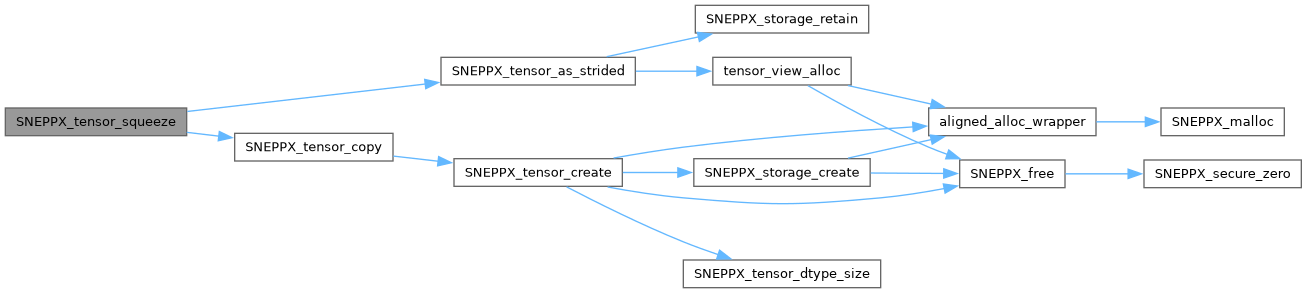 SNEPPX_storage_retain
SNEPPX_tensor_as_strided
tensor_view_alloc
SNEPPX_tensor_squeeze
aligned_alloc_wrapper
SNEPPX_malloc
SNEPPX_tensor_copy
SNEPPX_tensor_create
SNEPPX_storage_create
SNEPPX_free
SNEPPX_secure_zero
SNEPPX_tensor_dtype_size